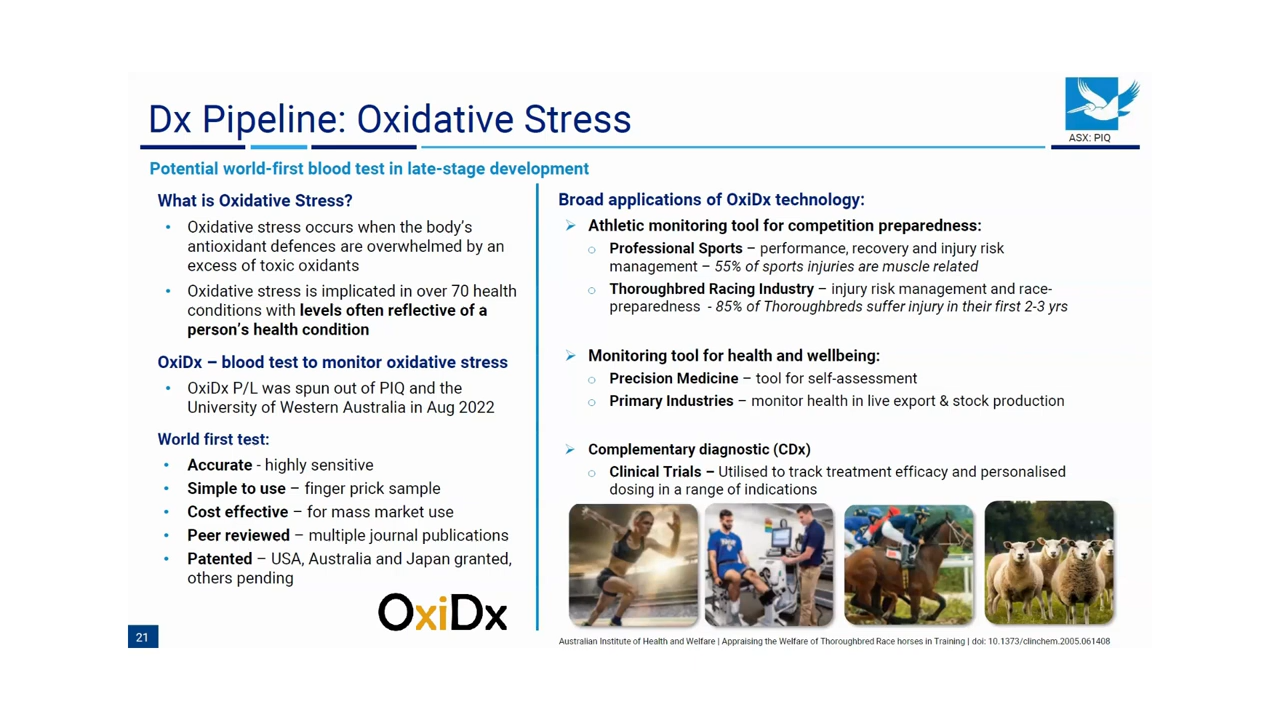 Dx Pipeline: Oxidative Stress
ASX: PIQ
Potential world-first blood test in late-stage development
What is Oxidative Stress?
• Oxidative stress occurs when the body’s
antioxidant defences are overwhelmed by an
excess of toxic oxidants
• Oxidative stress is implicated in over 70 health
conditions with levels often reflective of a
person’s health condition
OxiDx – blood test to monitor oxidative stress
• OxiDx P/L was spun out of PIQ and the
University of Western Australia in Aug 2022
World first test:
• Accurate - highly sensitive
• Simple to use – finger prick sample
• Cost effective – for mass market use
• Peer reviewed – multiple journal publications
• Patented – USA, Australia and Japan granted,
others pending
OxiDx
21
Broad applications of OxiDx technology:
➢ Athletic monitoring tool for competition preparedness:
○ Professional Sports – performance, recovery and injury risk
management – 55% of sports injuries are muscle related
○ Thoroughbred Racing Industry – injury risk management and race-
preparedness - 85% of Thoroughbreds suffer injury in their first 2-3 yrs
➢ Monitoring tool for health and wellbeing:
○ Precision Medicine – tool for self-assessment
○ Primary Industries – monitor health in live export & stock production
➢ Complementary diagnostic (CDx)
○ Clinical Trials – Utilised to track treatment efficacy and personalised
dosing in a range of indications
Australian Institute of Health and Welfare | Appraising the Welfare of Thoroughbred Race horses in Training | doi: 10.1373/clinchem.2005.061408